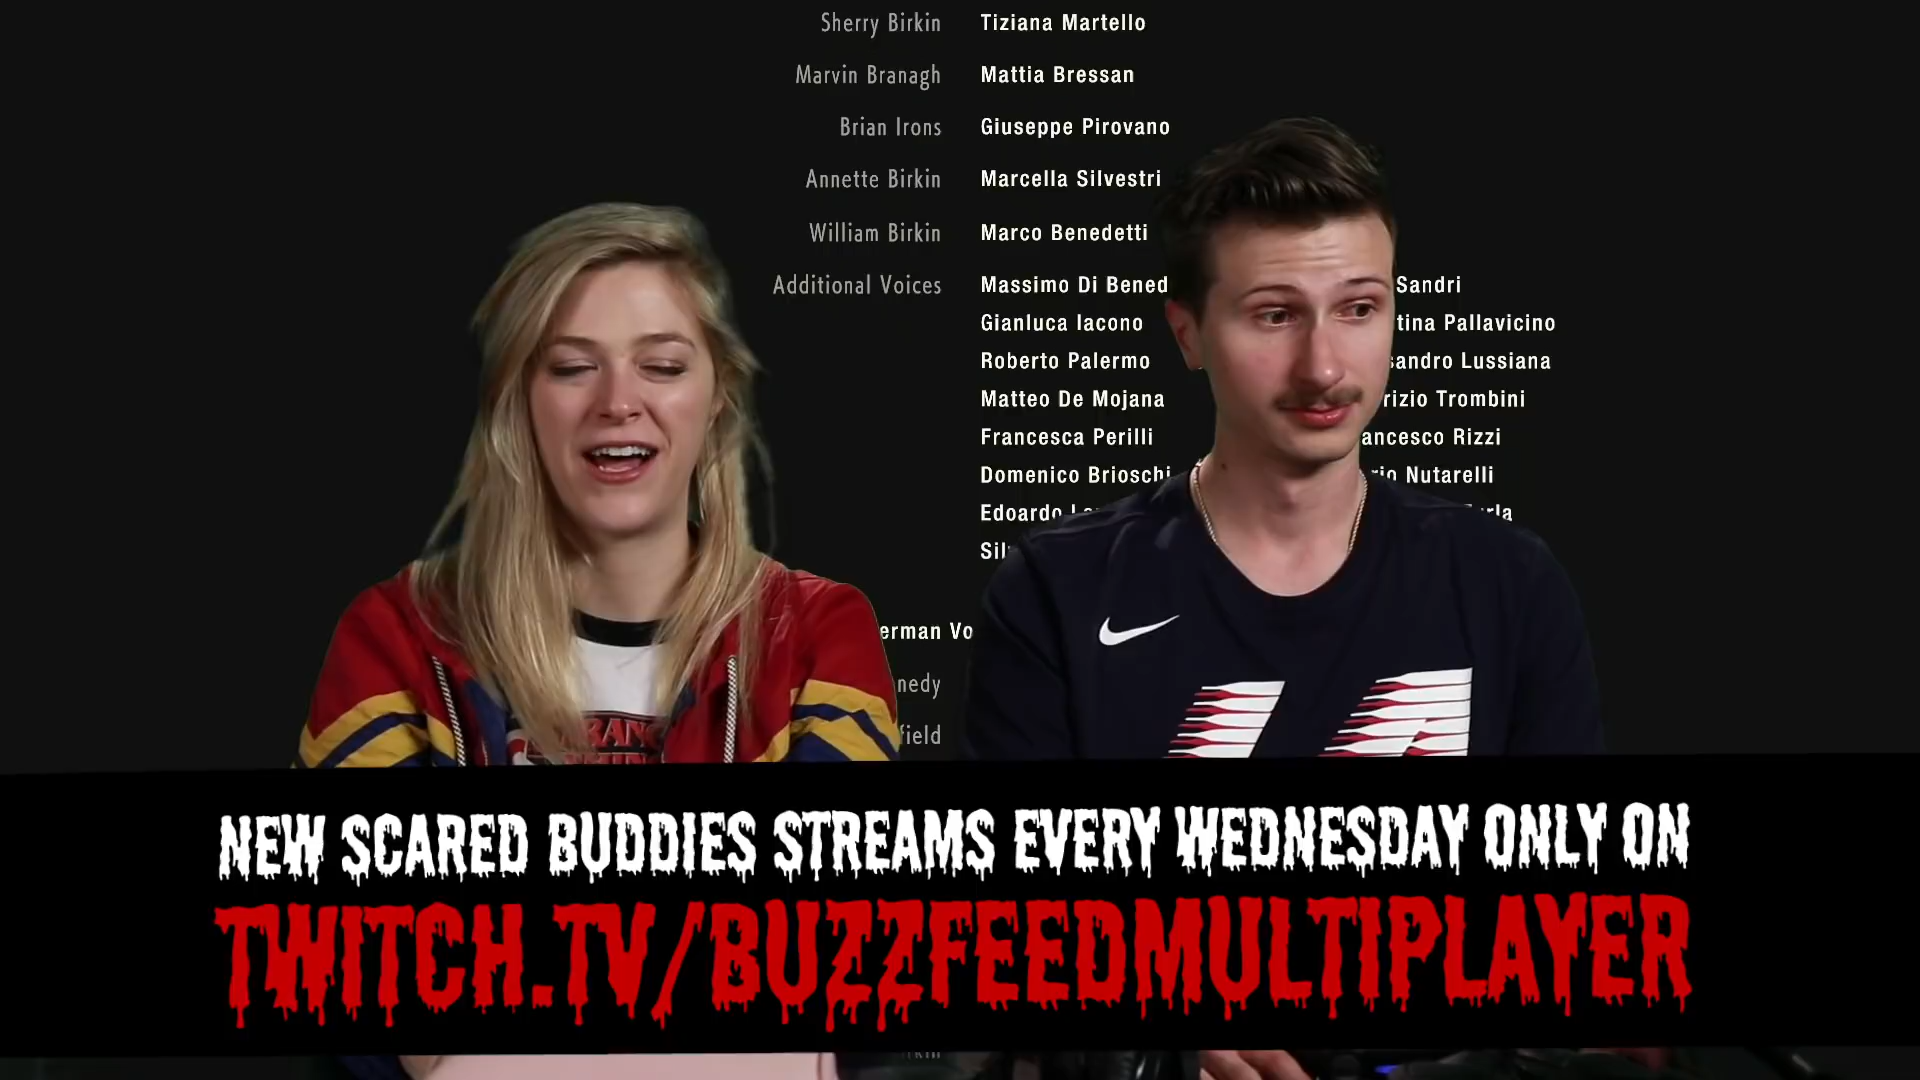 Sherry Birkin Tiziana Martello
Marvin Branagh Mattia Bressan
Brian Irons Giuseppe Pirovano
Annette Birkin Marcella Silvestri
William Birkin Marco Benedetti
Additional Voices Massimo Di Bened Sandri
Gianluca Iacono tina Pallavicino
Roberto Palermo sandro Lussiana
Matteo De Mojana rizio Trombini
Francesca Perilli ancesco Rizzi
Domenico Brioschi rio Nutarelli
Edoardo
Sil
erman Vo
nedy
field
NEW SCARED BUDDIES STREAMS EVERY WEDNESDAY ONLY ON
TWITCH.TV/BUZZFEEDMULTIPLAYER